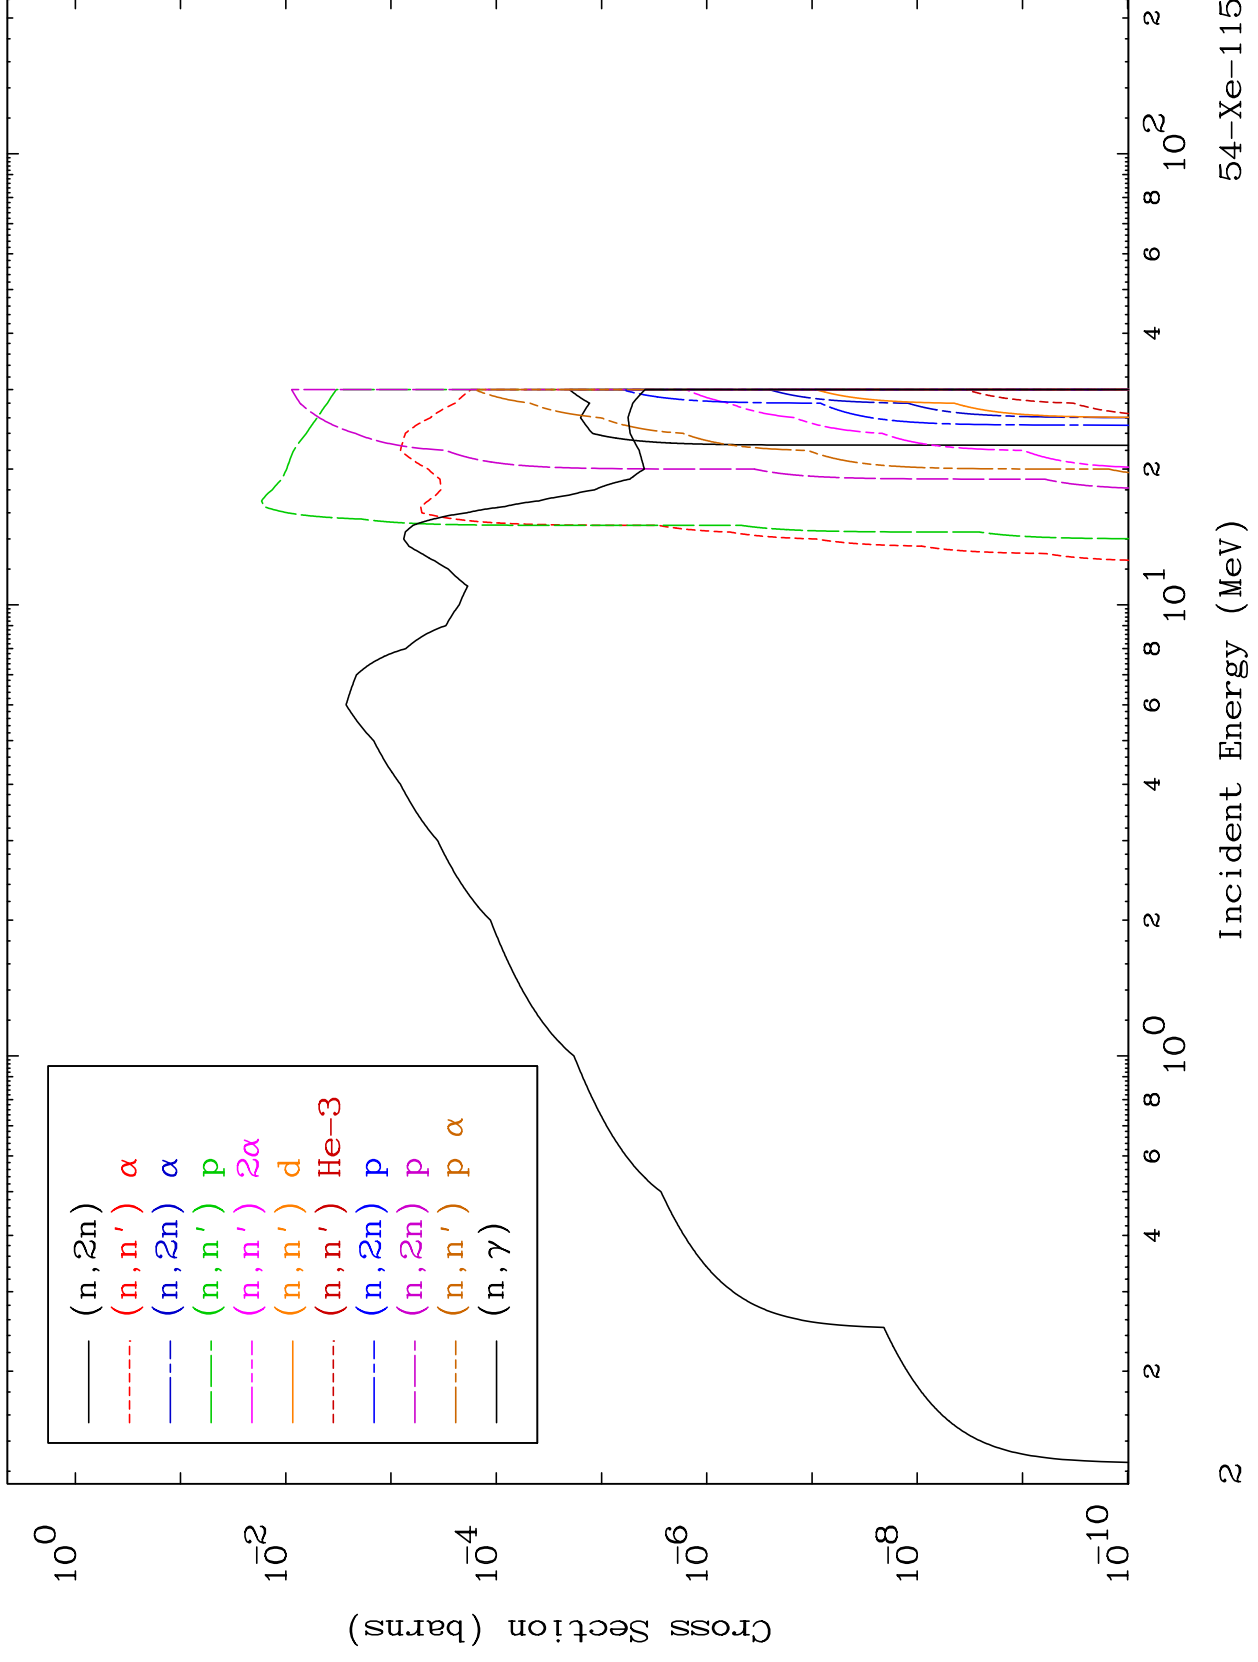 Cross Section (barns)
10^0
10^-2
10^-4
10^-6
10^-8
10^-10
(n,2n)
(n,n') α
(n,2n) α
(n,n') p
(n,n') 2α
(n,n') d
(n,n') He-3
(n,2n) p
(n,2n) p
(n,n') p α
(n,γ)
2 4 6 8 10^0 2 4 6 8 10^1 2 4 6 8 10^2 2
Incident Energy (MeV)
2
54-Xe-115